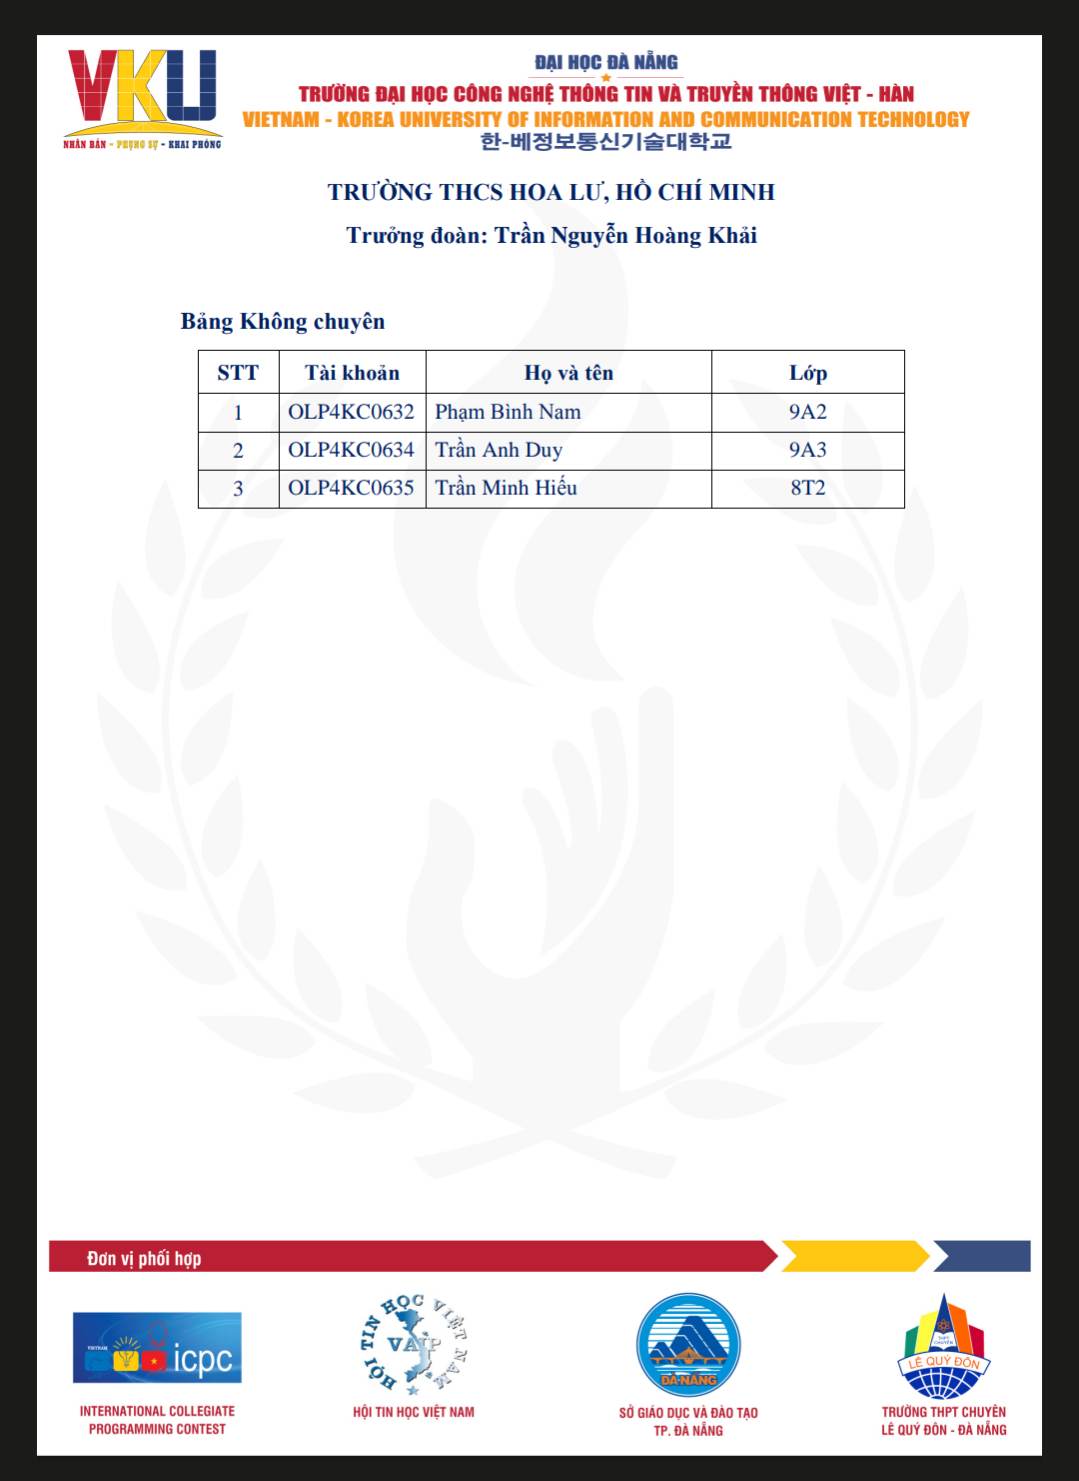 VKU
NHÂN BẢN - PHỤNG SỰ - KHAI PHÓNG
ĐẠI HỌC ĐÀ NẴNG
TRƯỜNG ĐẠI HỌC CÔNG NGHỆ THÔNG TIN VÀ TRUYỀN THÔNG VIỆT - HÀN
VIETNAM - KOREA UNIVERSITY OF INFORMATION AND COMMUNICATION TECHNOLOGY
한-베정보통신기술대학교
TRƯỜNG THCS HOA LƯ, HỒ CHÍ MINH
Trưởng đoàn: Trần Nguyễn Hoàng Khải
Bảng Không chuyên
STT Tài khoản Họ và tên Lớp
1 OLP4KC0632 Phạm Bình Nam 9A2
2 OLP4KC0634 Trần Anh Duy 9A3
3 OLP4KC0635 Trần Minh Hiếu 8T2
Đơn vị phối hợp
VIETNAM
icpc
HỘI TIN HỌC VIỆT NAM
VAIP
ĐÀ NẴNG
THPT
CHUYÊN
LÊ QUÝ ĐÔN
INTERNATIONAL COLLEGIATE
PROGRAMMING CONTEST
HỘI TIN HỌC VIỆT NAM
SỞ GIÁO DỤC VÀ ĐÀO TẠO
TP. ĐÀ NẴNG
TRƯỜNG THPT CHUYÊN
LÊ QUÝ ĐÔN - ĐÀ NẴNG